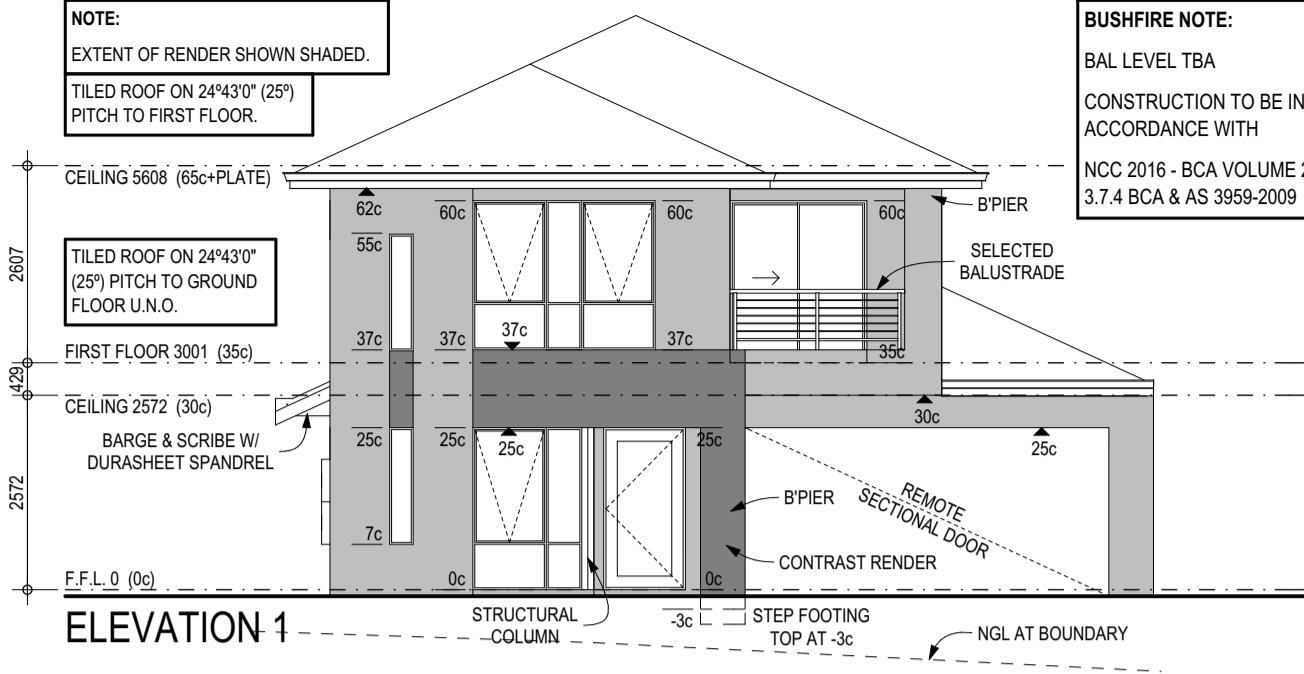 NOTE:
EXTENT OF RENDER SHOWN SHADED.
TILED ROOF ON 24º43'0" (25º)
PITCH TO FIRST FLOOR.
BUSHFIRE NOTE:
BAL LEVEL TBA
CONSTRUCTION TO BE IN
ACCORDANCE WITH
NCC 2016 - BCA VOLUME 2
3.7.4 BCA & AS 3959-2009
CEILING 5608 (65c+PLATE)
62c
60c
60c
60c
B'PIER
55c
TILED ROOF ON 24º43'0"
(25º) PITCH TO GROUND
FLOOR U.N.O.
SELECTED
BALUSTRADE
2607
37c
37c
37c
37c
35c
FIRST FLOOR 3001 (35c)
429
CEILING 2572 (30c)
30c
BARGE & SCRIBE W/
DURASHEET SPANDREL
25c
25c
25c
25c
25c
2572
B'PIER
REMOTE
SECTIONAL DOOR
7c
CONTRAST RENDER
F.F.L. 0 (0c)
0c
0c
ELEVATION 1
STRUCTURAL
COLUMN
-3c
STEP FOOTING
TOP AT -3c
NGL AT BOUNDARY